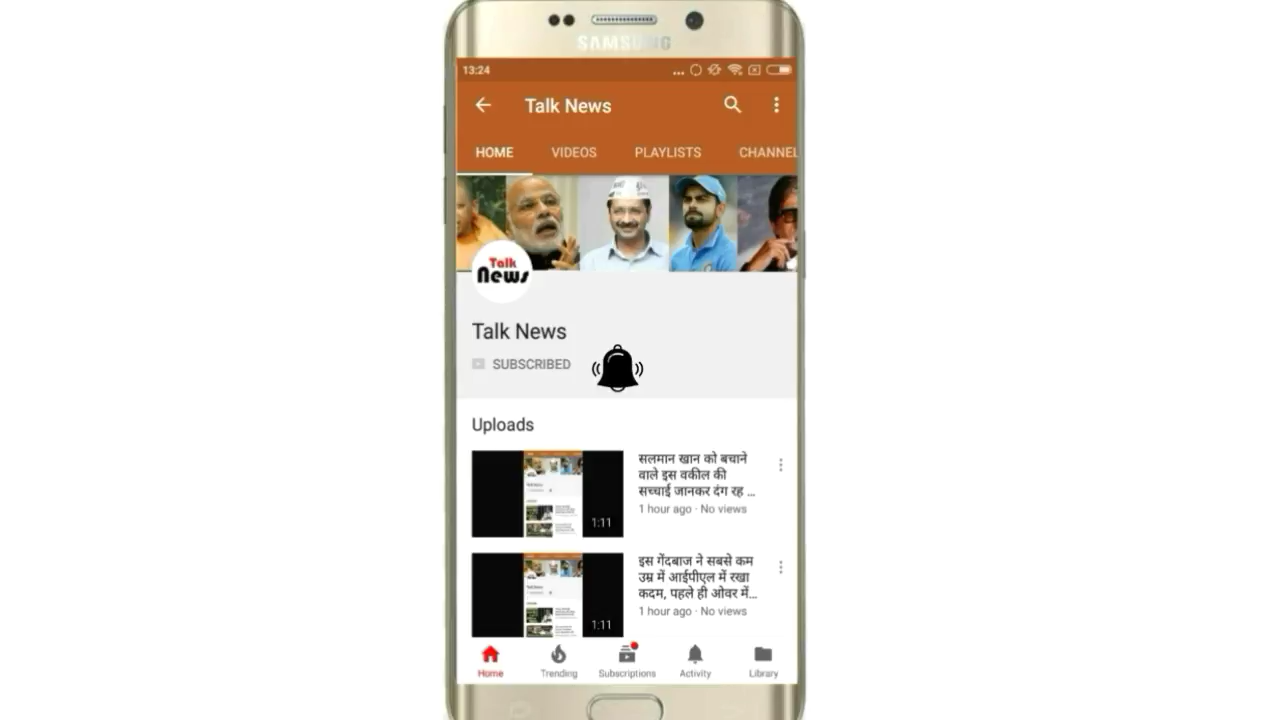 SAMSUNG
13:24
Talk News
HOME VIDEOS PLAYLISTS CHANNEL
Talk
News
Talk News
SUBSCRIBED
Uploads
सलमान खान को बचाने
वाले इस वकील की
सच्चाई जानकर दंग रह ...
1 hour ago · No views
1:11
इस गेंदबाज ने सबसे कम
उम्र में आईपीएल में रखा
कदम, पहले ही ओवर में...
1 hour ago · No views
1:11
Home Trending Subscriptions Activity Library